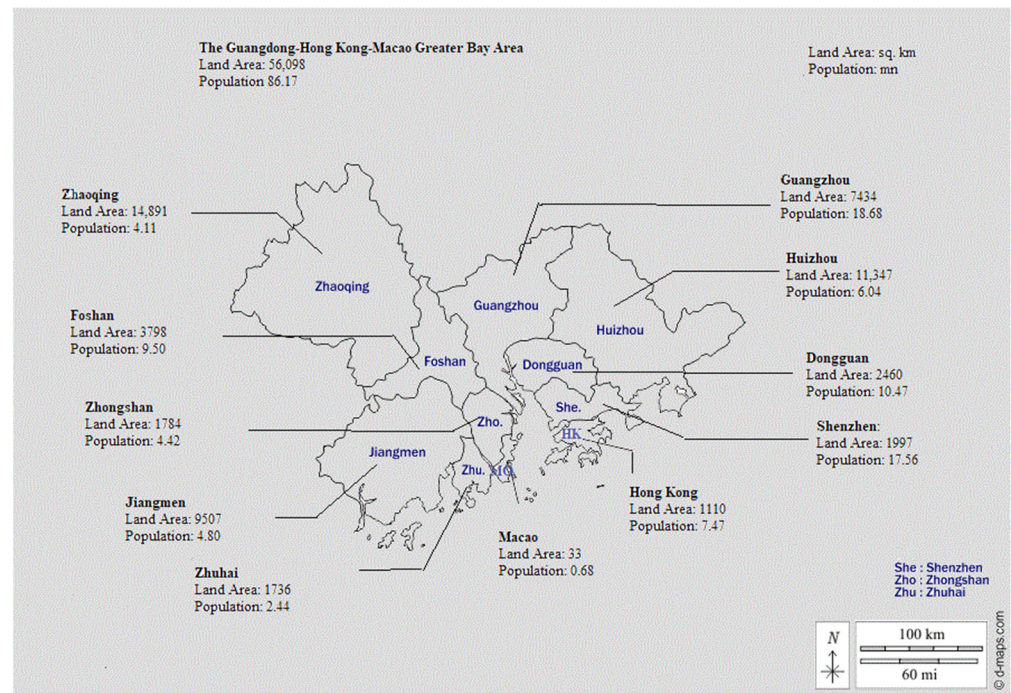 The Guangdong-Hong Kong-Macao Greater Bay Area
Land Area: 56,098
Population 86.17
Land Area: sq. km
Population: mn
Zhaoqing
Land Area: 14,891
Population: 4.11
Guangzhou
Land Area: 7434
Population: 18.68
Huizhou
Land Area: 11,347
Population: 6.04
Foshan
Land Area: 3798
Population: 9.50
Dongguan
Land Area: 2460
Population: 10.47
Zhongshan
Land Area: 1784
Population: 4.42
Shenzhen:
Land Area: 1997
Population: 17.56
Jiangmen
Land Area: 9507
Population: 4.80
Hong Kong
Land Area: 1110
Population: 7.47
Macao
Land Area: 33
Population: 0.68
Zhuhai
Land Area: 1736
Population: 2.44
Zhaoqing
Guangzhou
Huizhou
Foshan
Dongguan
She.
Zho.
HK
Jiangmen
Zhu.
MO
She : Shenzhen
Zho : Zhongshan
Zhu : Zhuhai
N
100 km
60 mi
© d-maps.com